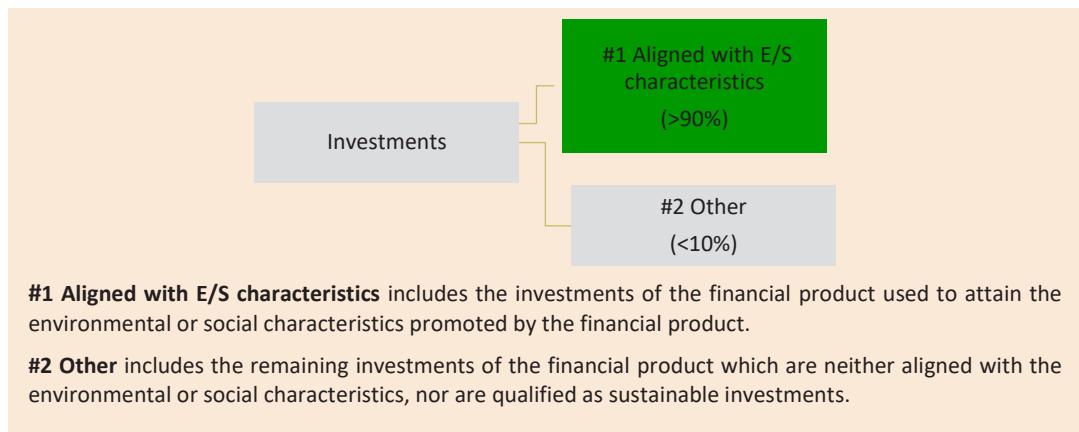 #1 Aligned with E/S
characteristics
(>90%)
Investments
#2 Other
(<10%)
#1 Aligned with E/S characteristics includes the investments of the financial product used to attain the
environmental or social characteristics promoted by the financial product.
#2 Other includes the remaining investments of the financial product which are neither aligned with the
environmental or social characteristics, nor are qualified as sustainable investments.